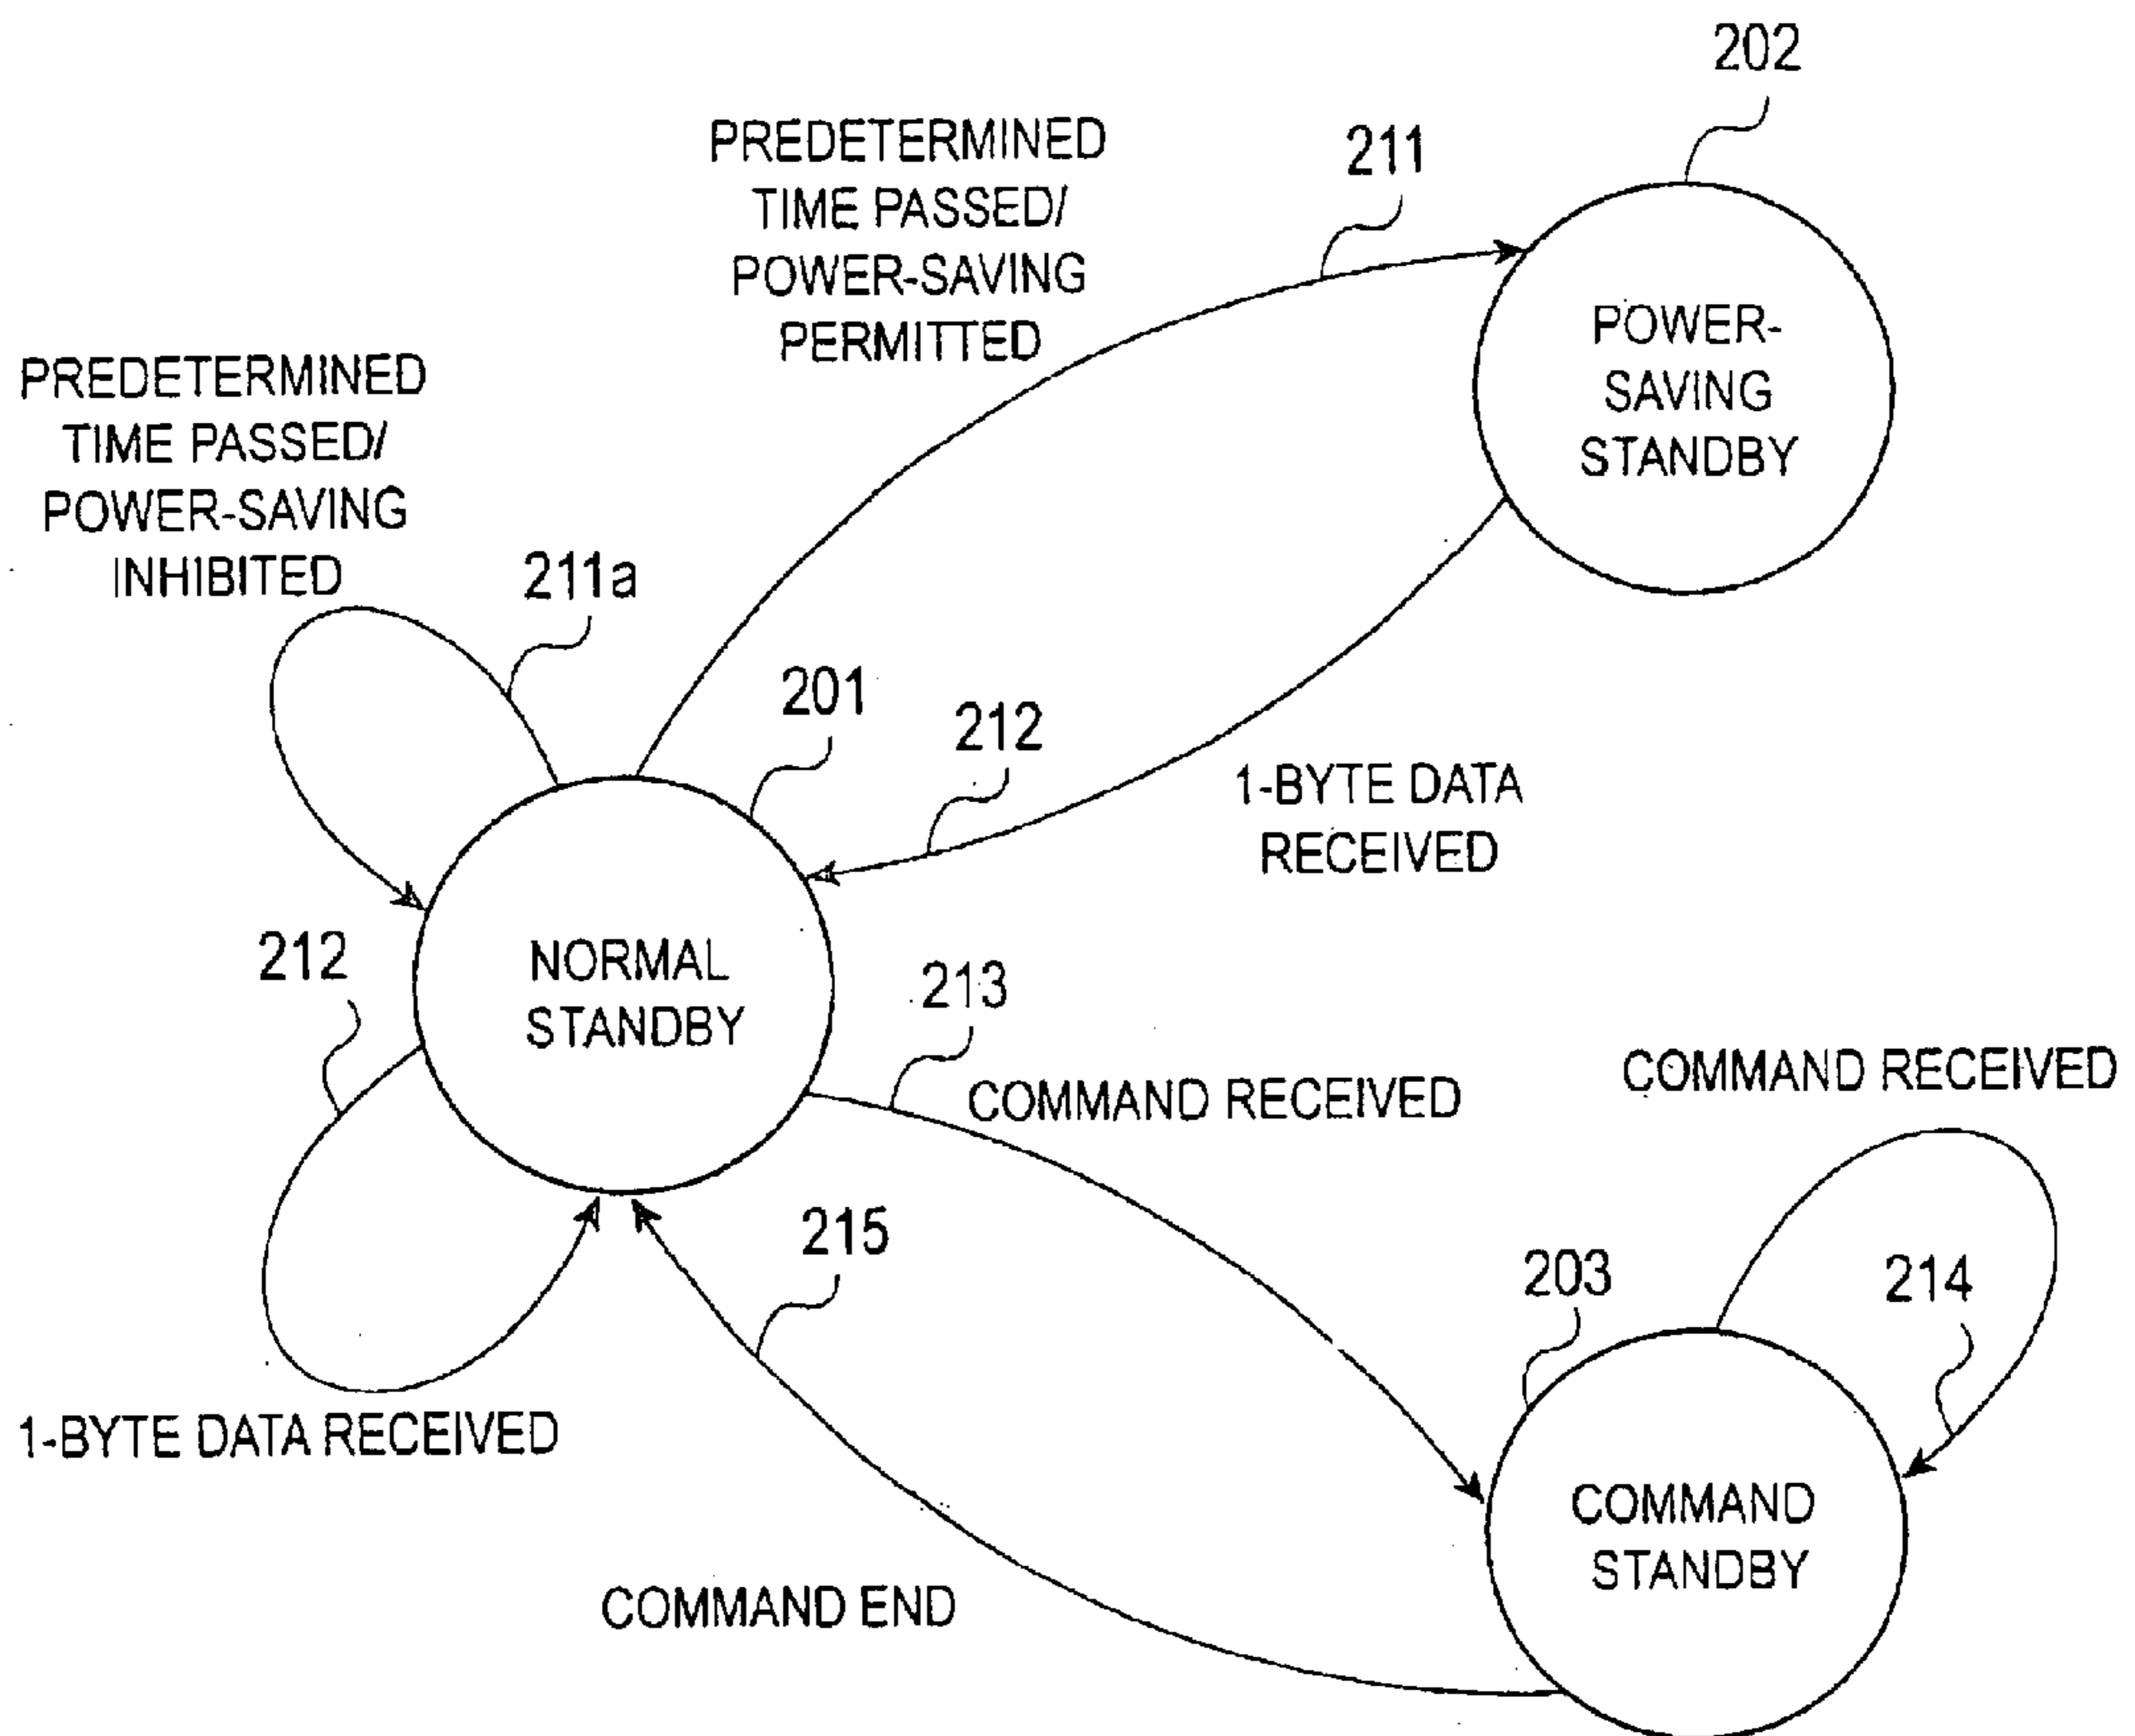 202
PREDETERMINED
TIME PASSED/
POWER-SAVING
PERMITTED
211
POWER-
SAVING
STANDBY
PREDETERMINED
TIME PASSED/
POWER-SAVING
INHIBITED
211a
201
212
1-BYTE DATA
RECEIVED
212
NORMAL
STANDBY
213
COMMAND RECEIVED
COMMAND RECEIVED
215
203
214
1-BYTE DATA RECEIVED
COMMAND
STANDBY
COMMAND END